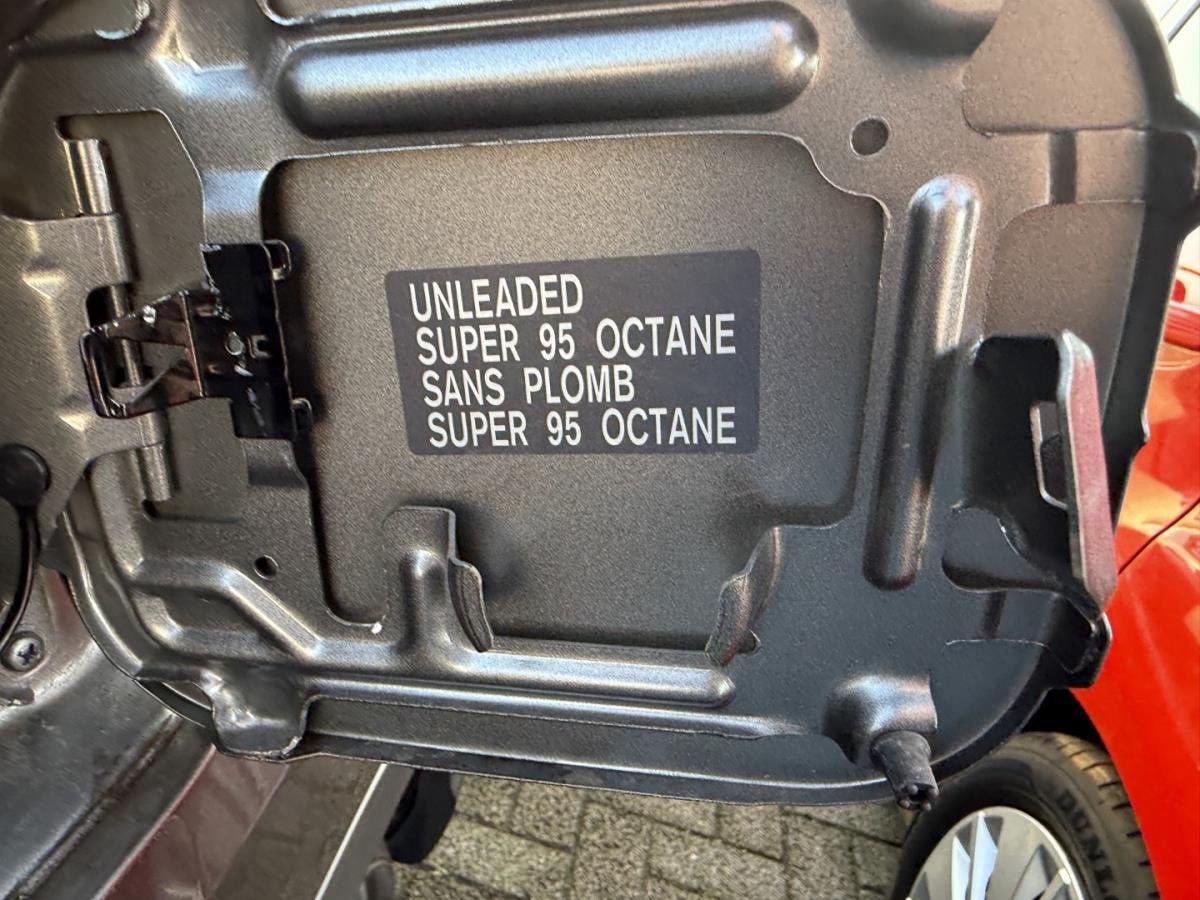 UNLEADED
SUPER 95 OCTANE
SANS PLOMB
SUPER 95 OCTANE